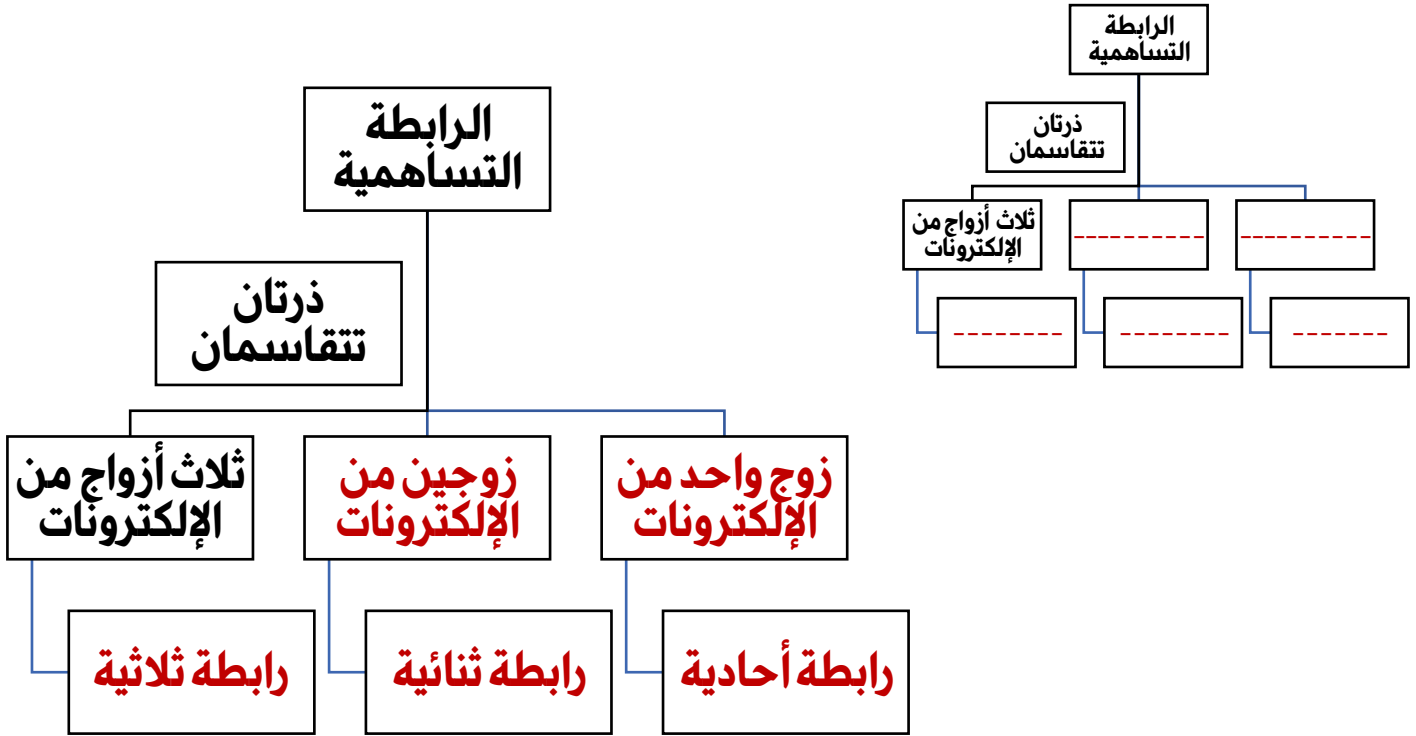 الرابطة
التساهمية
ذرتان
تتقاسمان
ثلاث أزواج من
الإلكترونات
---------
---------
--------
--------
-------
الرابطة
التساهمية
ذرتان
تتقاسمان
زوج واحد من
الإلكترونات
زوجين من
الإلكترونات
ثلاث أزواج من
الإلكترونات
رابطة أحادية
رابطة ثنائية
رابطة ثلاثية